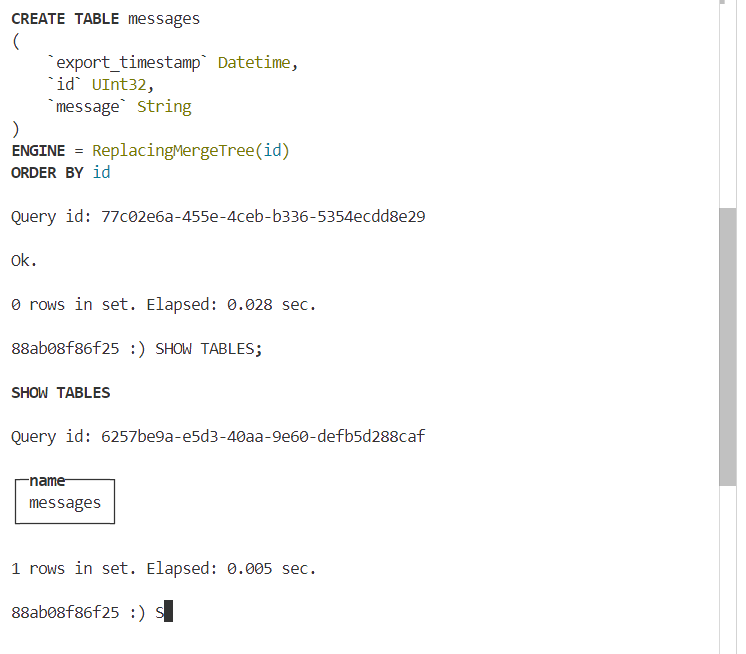 CREATE TABLE messages
(
    `export_timestamp` Datetime,
    `id` UInt32,
    `message` String
)
ENGINE = ReplacingMergeTree(id)
ORDER BY id
Query id: 77c02e6a-455e-4ceb-b336-5354ecdd8e29
Ok.
0 rows in set. Elapsed: 0.028 sec.
88ab08f86f25 :) SHOW TABLES;
SHOW TABLES
Query id: 6257be9a-e5d3-40aa-9e60-defb5d288caf
name
messages
1 rows in set. Elapsed: 0.005 sec.
88ab08f86f25 :) S